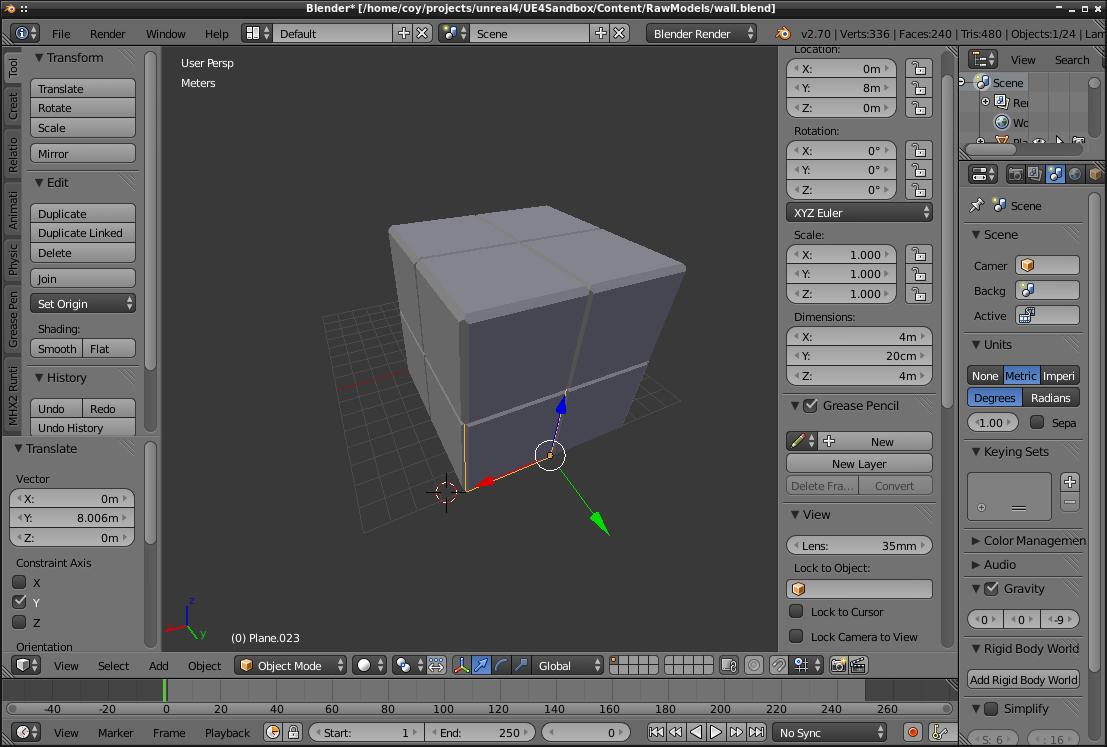 Blender* [/home/coy/projects/unreal4/UE4Sandbox/Content/RawModels/wall.blend]
File Render Window Help Default Scene Blender Render v2.70 | Verts:336 | Faces:240 | Tris:480 | Objects:1/24 | Lam
Tool
Creat
Relatio
Animati
Physic
Grease Pen
MHX2 Runti
Transform
Translate
Rotate
Scale
Mirror
Edit
Duplicate
Duplicate Linked
Delete
Join
Set Origin
Shading:
Smooth Flat
History
Undo Redo
Undo History
Translate
Vector
X: 0m
Y: 8.006m
Z: 0m
Constraint Axis
X
Y
Z
Orientation
User Persp
Meters
z
x
y
(0) Plane.023
Location:
X: 0m
Y: 8m
Z: 0m
Rotation:
X: 0°
Y: 0°
Z: 0°
XYZ Euler
Scale:
X: 1.000
Y: 1.000
Z: 1.000
Dimensions:
X: 4m
Y: 20cm
Z: 4m
Grease Pencil
New
New Layer
Delete Fra... Convert
View
Lens: 35mm
Lock to Object:
Lock to Cursor
Lock Camera to View
View Search
Scene
Rer
Wc
Pla
Scene
Scene
Camer
Backg
Active
Units
None Metric Imperi
Degrees Radians
1.00 Sepa
Keying Sets
Color Managemen
Audio
Gravity
0 0 -9
Rigid Body World
Add Rigid Body World
Simplify
S: 6 : 16
View Select Add Object Object Mode Global
-40 -20 0 20 40 60 80 100 120 140 160 180 200 220 240 260
View Marker Frame Playback Start: 1 End: 250 0 No Sync